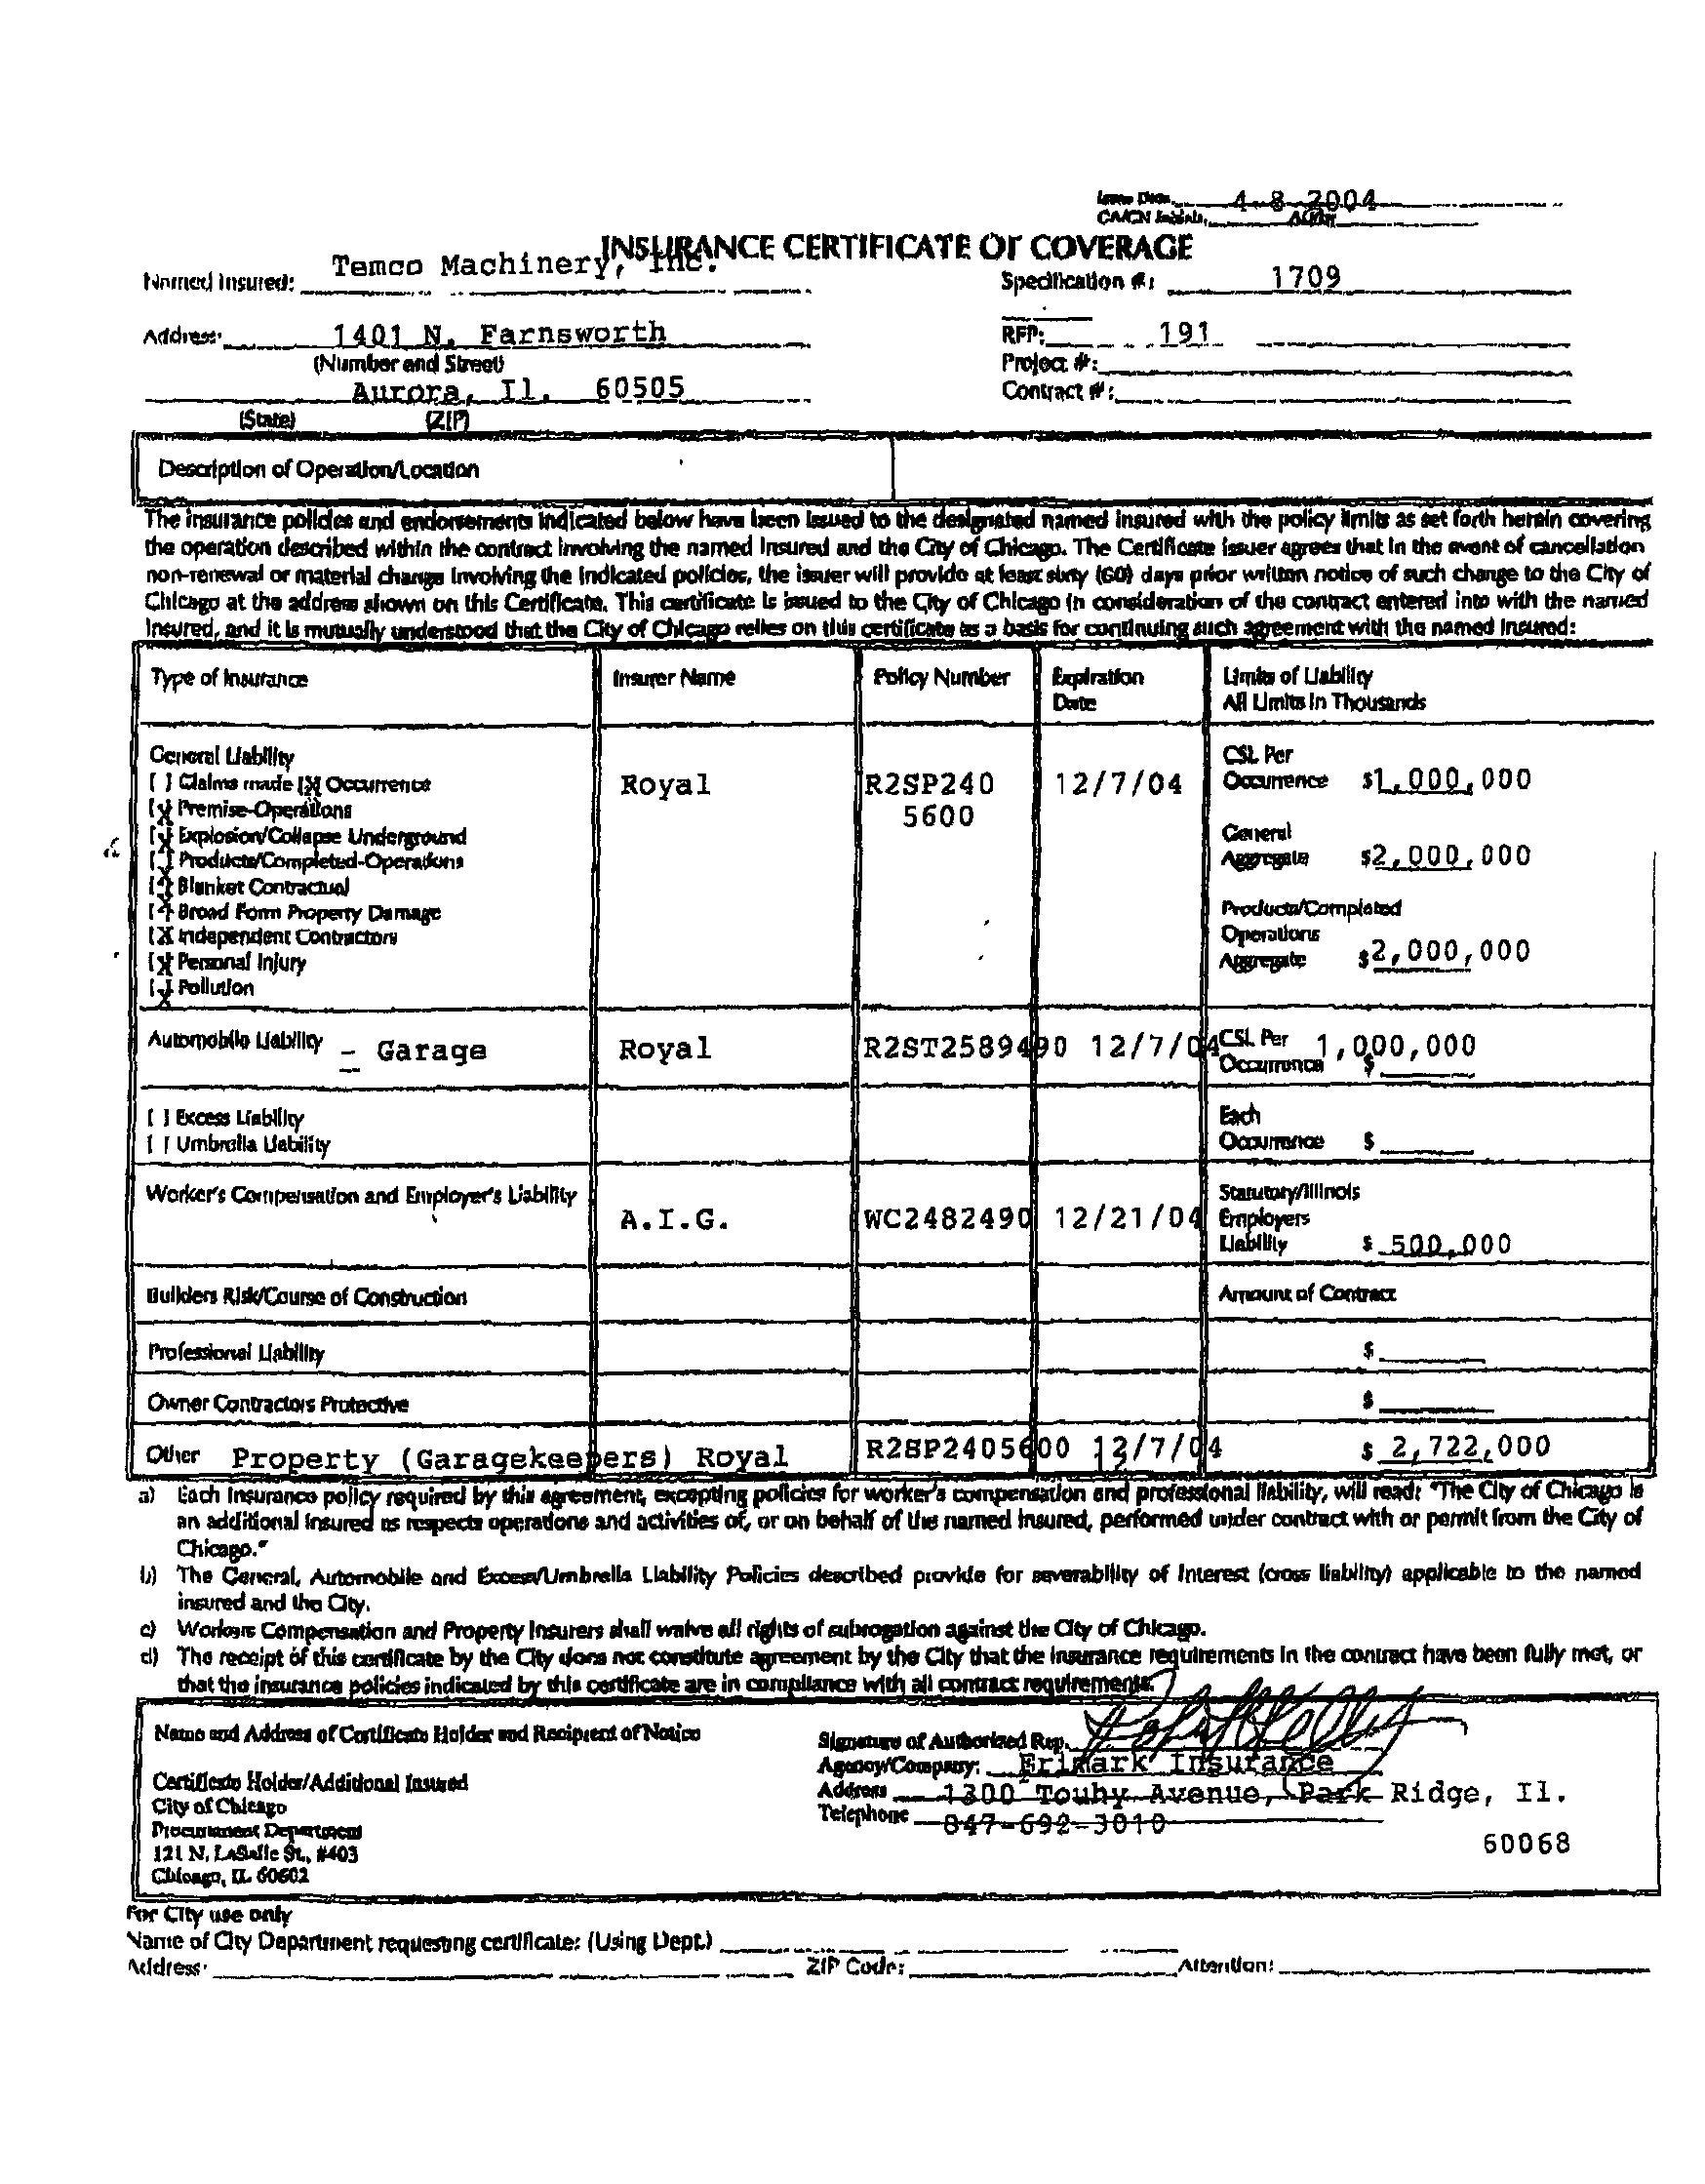 Issue Date 4-8-2004
CA/CN Initials,
INSURANCE CERTIFICATE OF COVERAGE
Named Insured: Temco Machinery, Inc.
Specification #: 1709
Address: 1401 N. Farnsworth
RFP: 191
(Number and Street)
Project #:
Aurora, Il. 60505
Contract #:
(State) (ZIP)
Description of Operation/Location
The insurance policies and endorsements indicated below have been issued to the designated named insured with the policy limits as set forth herein covering
the operation described within the contract involving the named Insured and the City of Chicago. The Certificate issuer agrees that in the event of cancellation
non-renewal or material change involving the indicated policies, the issuer will provide at least sixty (60) days prior written notice of such change to the City of
Chicago at the address shown on this Certificate. This certificate is issued to the City of Chicago in consideration of the contract entered into with the named
Insured, and it is mutually understood that the City of Chicago relies on this certificate as a basis for continuing such agreement with the named Insured:
Type of Insurance Insurer Name Policy Number Expiration Date Limits of Liability
All Limits in Thousands
General Liability
[ ] Claims made [X] Occurrence
[X] Premise-Operations
[X] Explosion/Collapse Underground
[X] Products/Completed-Operations
[X] Blanket Contractual
[X] Broad Form Property Damage
[X] Independent Contractors
[X] Personal Injury
[X] Pollution
Royal
R2SP240
5600
12/7/04
CSL Per
Occurrence $1,000,000
General
Aggregate $2,000,000
Products/Completed
Operations
Aggregate $2,000,000
Automobile Liability - Garage Royal R2ST2589490 12/7/04 CSL Per
Occurrence $ 1,000,000
[ ] Excess Liability
[ ] Umbrella Liability
Each
Occurrence $
Worker's Compensation and Employer's Liability
A.I.G. WC2482490 12/21/04
Statutory/Illinois
Employers
Liability $ 500,000
Builders Risk/Course of Construction Amount of Contract
Professional Liability $
Owner Contractors Protective $
Other Property (Garagekeepers) Royal R2SP2405600 12/7/04 $ 2,722,000
a) Each Insurance policy required by this agreement, excepting policies for worker's compensation and professional liability, will read: "The City of Chicago is
an additional insured as respects operations and activities of, or on behalf of the named insured, performed under contract with or permit from the City of
Chicago."
b) The General, Automobile and Excess/Umbrella Liability Policies described provide for severability of Interest (cross liability) applicable to the named
insured and the City.
c) Workers Compensation and Property Insurers shall waive all rights of subrogation against the City of Chicago.
d) The receipt of this certificate by the City does not constitute agreement by the City that the insurance requirements in the contract have been fully met, or
that the insurance policies indicated by this certificate are in compliance with all contract requirements.
Name and Address of Certificate Holder and Recipient of Notice
Certificate Holder/Additional Insured
City of Chicago
Procurement Department
121 N. LaSalle St., #403
Chicago, IL 60602
Signature of Authorized Rep.
Agency/Company: Erimark Insurance
Address 1300 Touhy Avenue, Park Ridge, Il.
Telephone 847-692-3010
60068
For City use only
Name of City Department requesting certificate: (Using Dept.)
Address: ZIP Code: Attention: